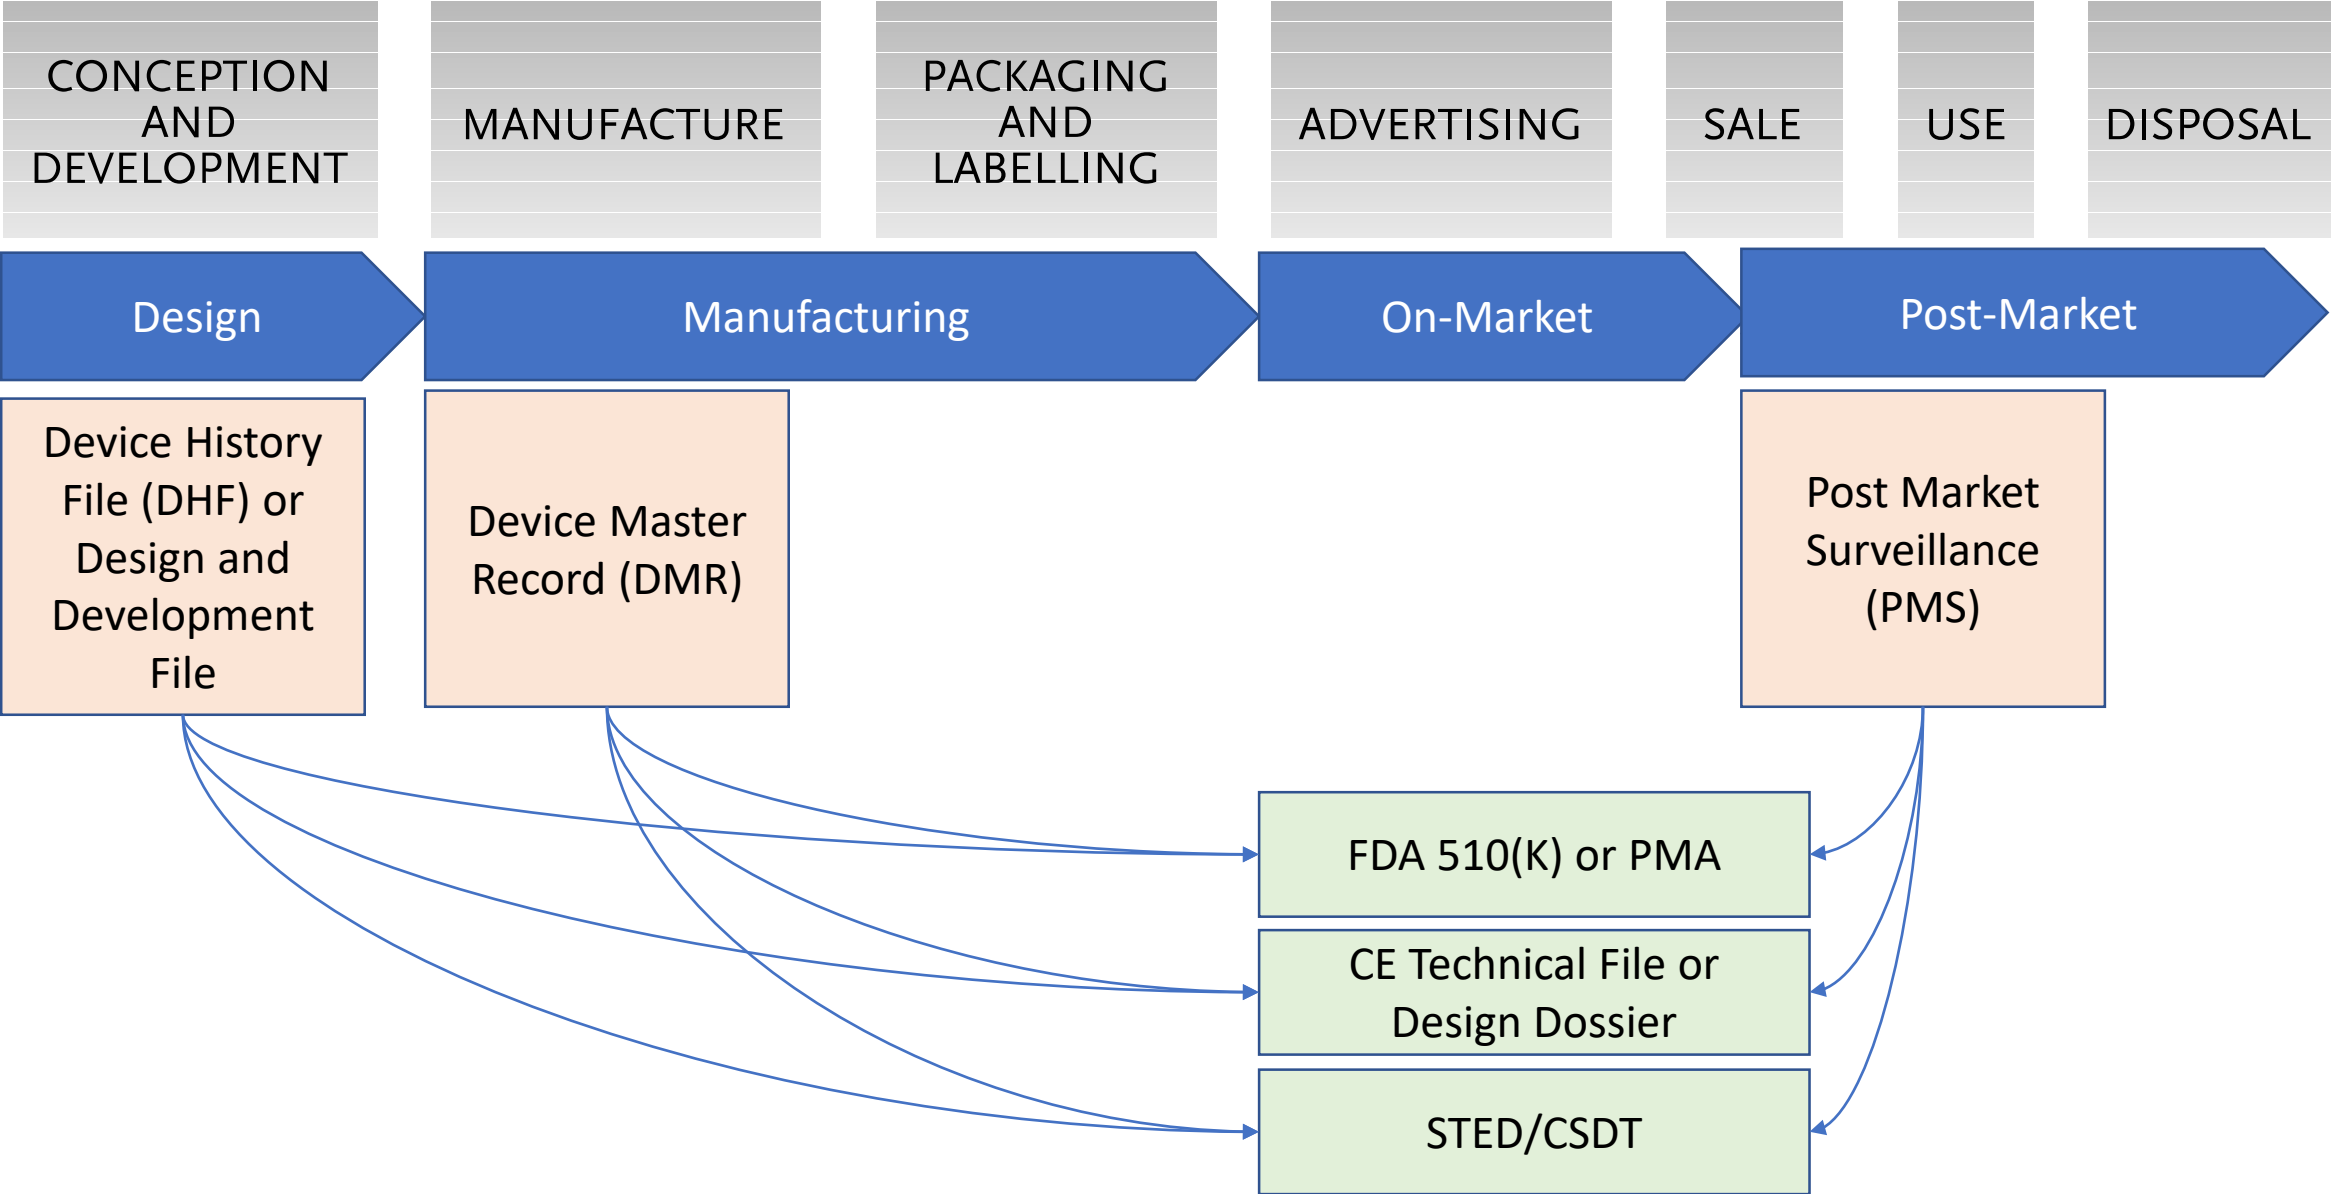 CONCEPTION
AND
DEVELOPMENT
MANUFACTURE
PACKAGING
AND
LABELLING
ADVERTISING
SALE
USE
DISPOSAL
Design
Manufacturing
On-Market
Post-Market
Device History
File (DHF) or
Design and
Development
File
Device Master
Record (DMR)
Post Market
Surveillance
(PMS)
FDA 510(K) or PMA
CE Technical File or
Design Dossier
STED/CSDT